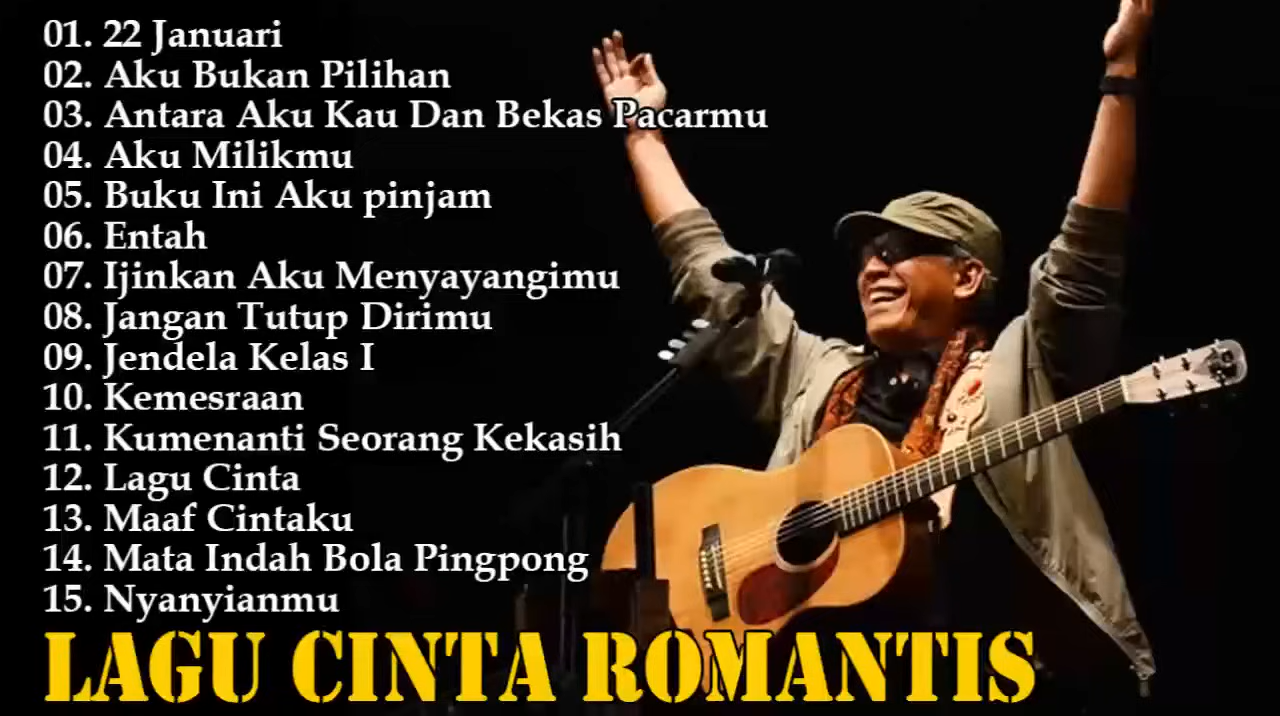 01. 22 Januari
02. Aku Bukan Pilihan
03. Antara Aku Kau Dan Bekas Pacarmu
04. Aku Milikmu
05. Buku Ini Aku pinjam
06. Entah
07. Ijinkan Aku Menyayangimu
08. Jangan Tutup Dirimu
09. Jendela Kelas I
10. Kemesraan
11. Kumenanti Seorang Kekasih
12. Lagu Cinta
13. Maaf Cintaku
14. Mata Indah Bola Pingpong
15. Nyanyianmu
LAGU CINTA ROMANTIS